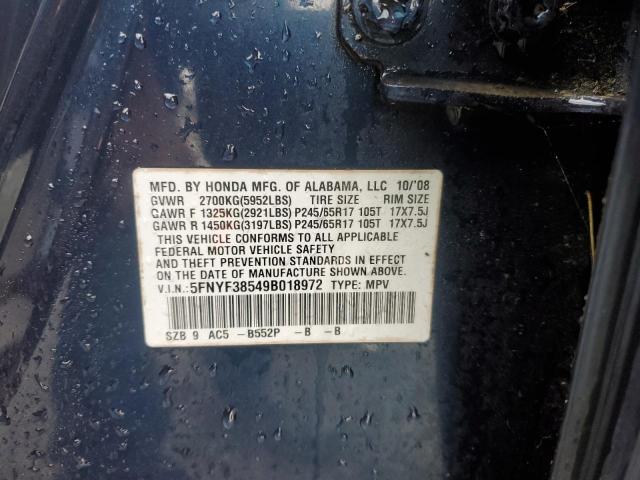 MFD. BY HONDA MFG. OF ALABAMA, LLC 10/'08
GVWR 2700KG(5952LBS) TIRE SIZE RIM SIZE
GAWR F 1325KG(2921LBS) P245/65R17 105T 17X7.5J
GAWR R 1450KG(3197LBS) P245/65R17 105T 17X7.5J
THIS VEHICLE CONFORMS TO ALL APPLICABLE
FEDERAL MOTOR VEHICLE SAFETY
AND THEFT PREVENTION STANDARDS IN EFFECT
ON THE DATE OF MANUFACTURE SHOWN ABOVE.
V.I.N.: 5FNYF38549B018972 TYPE: MPV
SZB 9 AC5 -B552P -B -B